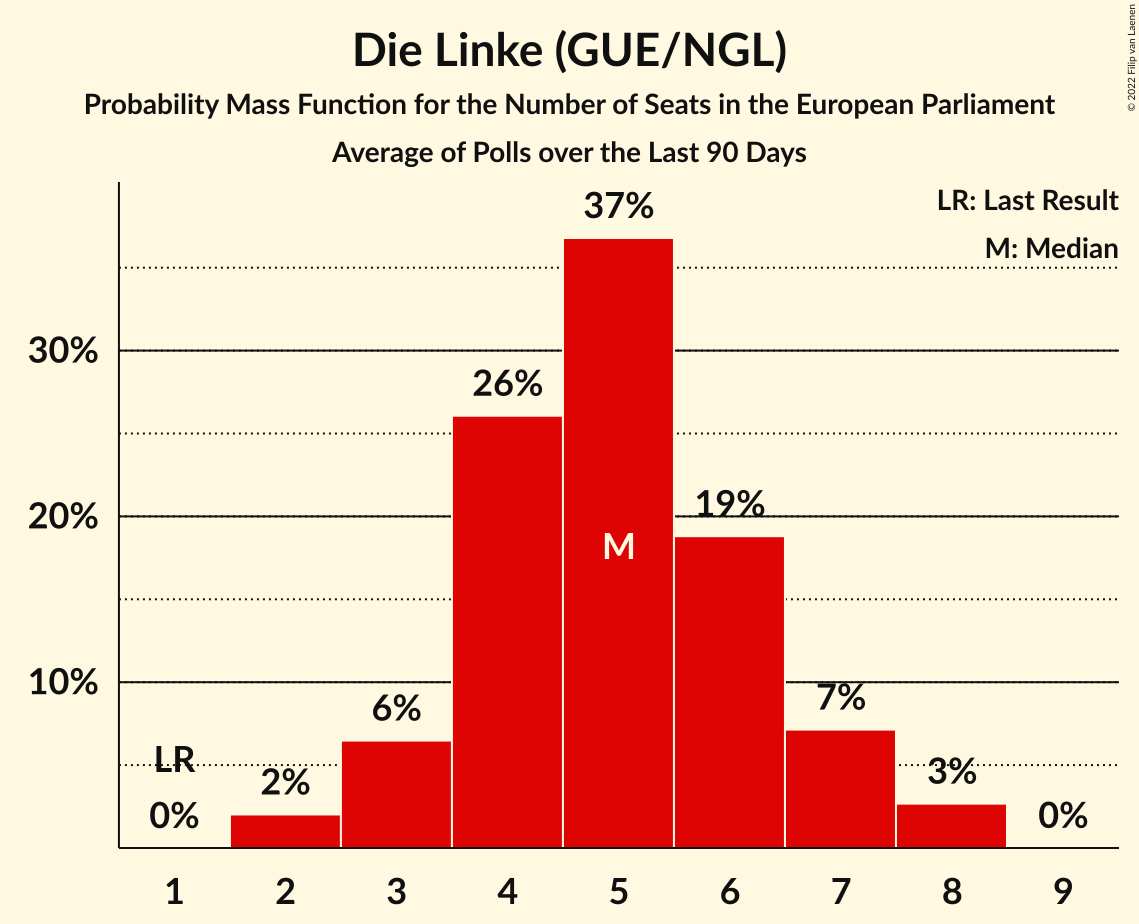 Die Linke (GUE/NGL)
Probability Mass Function for the Number of Seats in the European Parliament
Average of Polls over the Last 90 Days
© 2022 Filip van Laenen
LR: Last Result
M: Median
37%
30%
26%
20%
19%
M
10%
7%
6%
LR
2%
3%
0%
0%
1 2 3 4 5 6 7 8 9